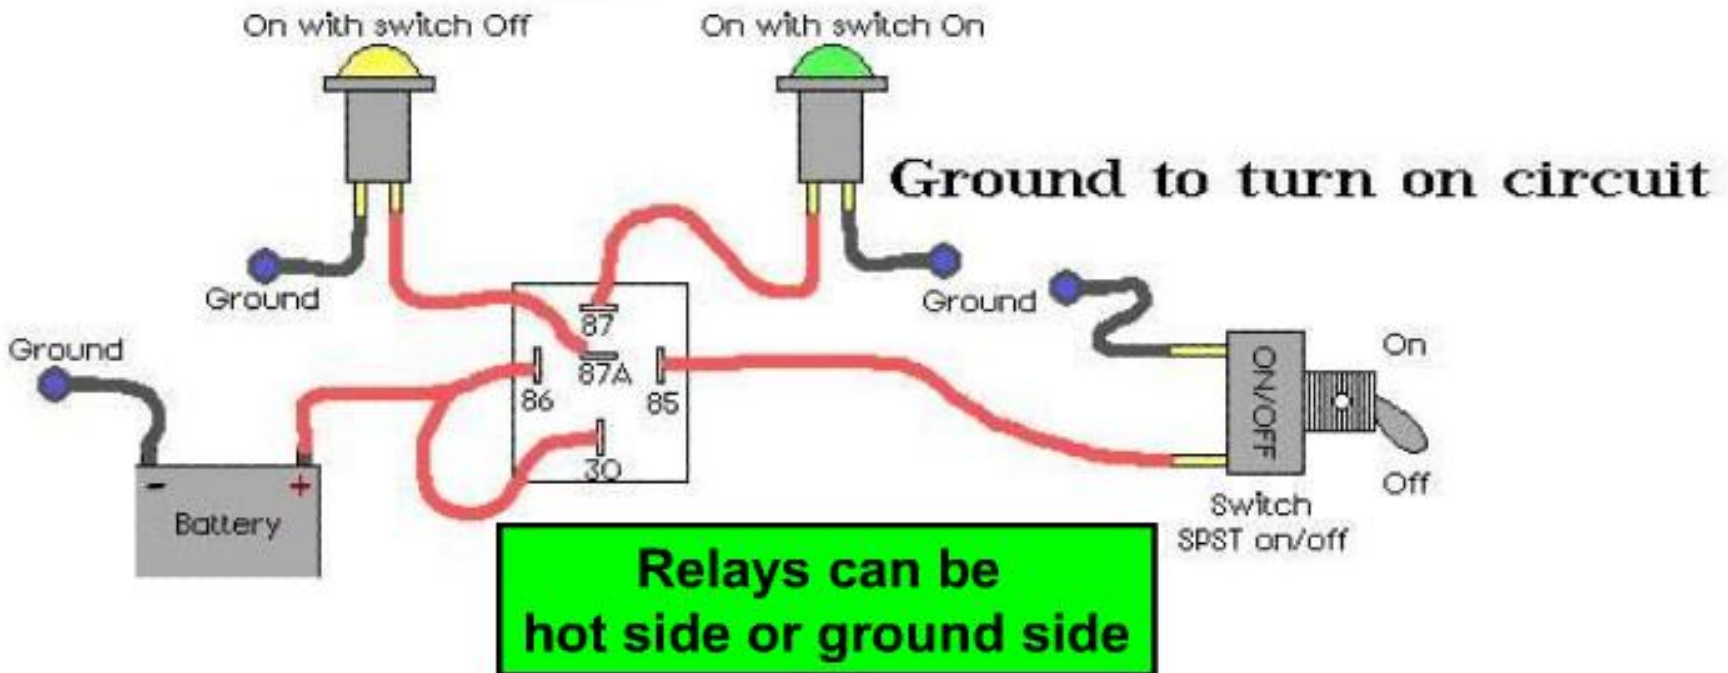 On with switch Off
On with switch On
Ground to turn on circuit
Ground
Ground
Ground
87
87A
86
85
30
ON/OFF
On
Off
- +
Battery
Switch
SPST on/off
Relays can be
hot side or ground side